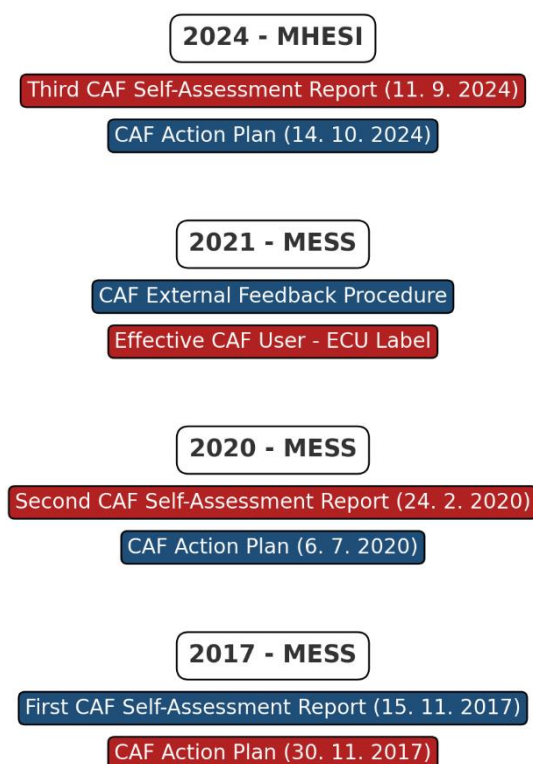 2024 - MHESI
Third CAF Self-Assessment Report (11. 9. 2024)
CAF Action Plan (14. 10. 2024)
2021 - MESS
CAF External Feedback Procedure
Effective CAF User - ECU Label
2020 - MESS
Second CAF Self-Assessment Report (24. 2. 2020)
CAF Action Plan (6. 7. 2020)
2017 - MESS
First CAF Self-Assessment Report (15. 11. 2017)
CAF Action Plan (30. 11. 2017)